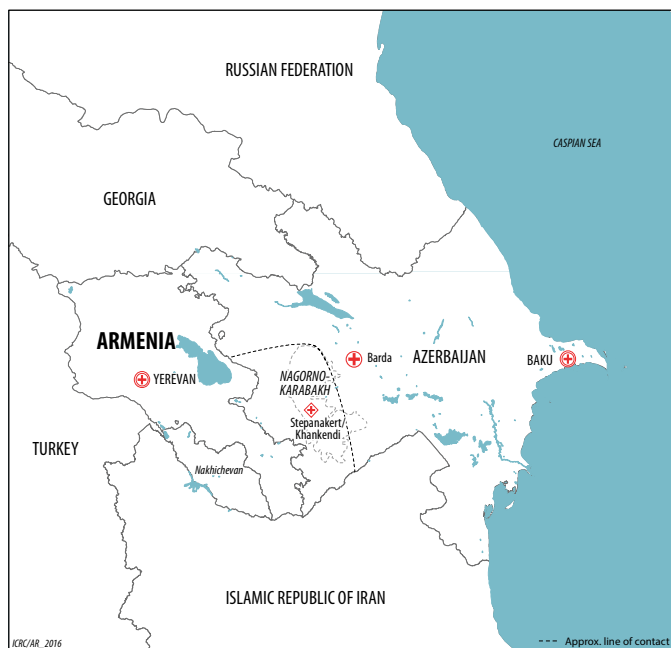 RUSSIAN FEDERATION
CASPIAN SEA
GEORGIA
ARMENIA
Barda
AZERBAIJAN
BAKU
YEREVAN
NAGORNO-
KARABAKH
Stepanakert/
Khankendi
TURKEY
Nakhichevan
ISLAMIC REPUBLIC OF IRAN
ICRC/AR_2016
Approx. line of contact